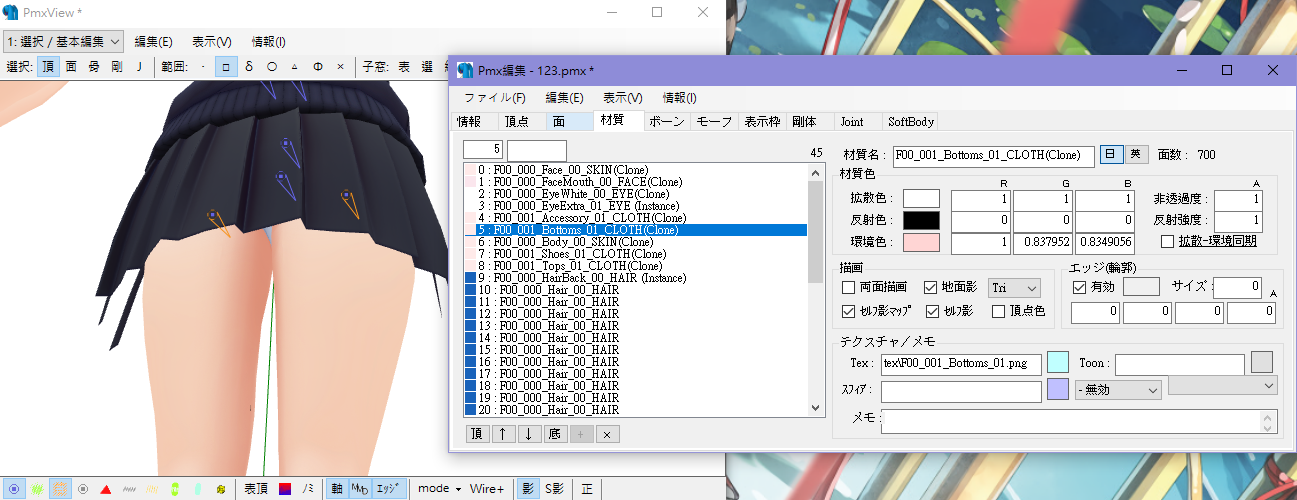 PmxView *
1: 選択 / 基本編集 編集(E) 表示(V) 情報(I)
選択: 頂 面 骨 剛 J 範囲: 子窓: 表 選
Pmx編集 - 123.pmx *
ファイル(F) 編集(E) 表示(V) 情報(I)
情報 頂点 面 材質 ボーン モーフ 表示枠 剛体 Joint SoftBody
5 45
0 : F00_000_Face_00_SKIN(Clone)
1 : F00_000_FaceMouth_00_FACE(Clone)
2 : F00_000_EyeWhite_00_EYE(Clone)
3 : F00_000_EyeExtra_01_EYE (Instance)
4 : F00_001_Accessory_01_CLOTH(Clone)
5 : F00_001_Bottoms_01_CLOTH(Clone)
6 : F00_000_Body_00_SKIN(Clone)
7 : F00_001_Shoes_01_CLOTH(Clone)
8 : F00_001_Tops_01_CLOTH(Clone)
9 : F00_000_HairBack_00_HAIR (Instance)
10 : F00_000_Hair_00_HAIR
11 : F00_000_Hair_00_HAIR
12 : F00_000_Hair_00_HAIR
13 : F00_000_Hair_00_HAIR
14 : F00_000_Hair_00_HAIR
15 : F00_000_Hair_00_HAIR
16 : F00_000_Hair_00_HAIR
17 : F00_000_Hair_00_HAIR
18 : F00_000_Hair_00_HAIR
19 : F00_000_Hair_00_HAIR
20 : F00_000_Hair_00_HAIR
頂 ↑ ↓ 底 + ×
材質名 : F00_001_Bottoms_01_CLOTH(Clone) 日 英 面数 : 700
材質色
R G B A
拡散色 : 1 1 1 非透過度 : 1
反射色 : 0 0 0 反射強度 : 1
環境色 : 1 0.837952 0.8349056 拡散-環境同期
描画
両面描画 地面影 Tri
ｾﾙﾌ影ﾏｯﾌﾟ ｾﾙﾌ影 頂点色
エッジ(輪郭)
有効 サイズ : 0 A
0 0 0 0
テクスチャ／メモ
Tex : tex\F00_001_Bottoms_01.png Toon :
ｽﾌｨｱ : - 無効
メモ :
表頂 軸 MMD ｴｯｼﾞ mode Wire+ 影 S影 正